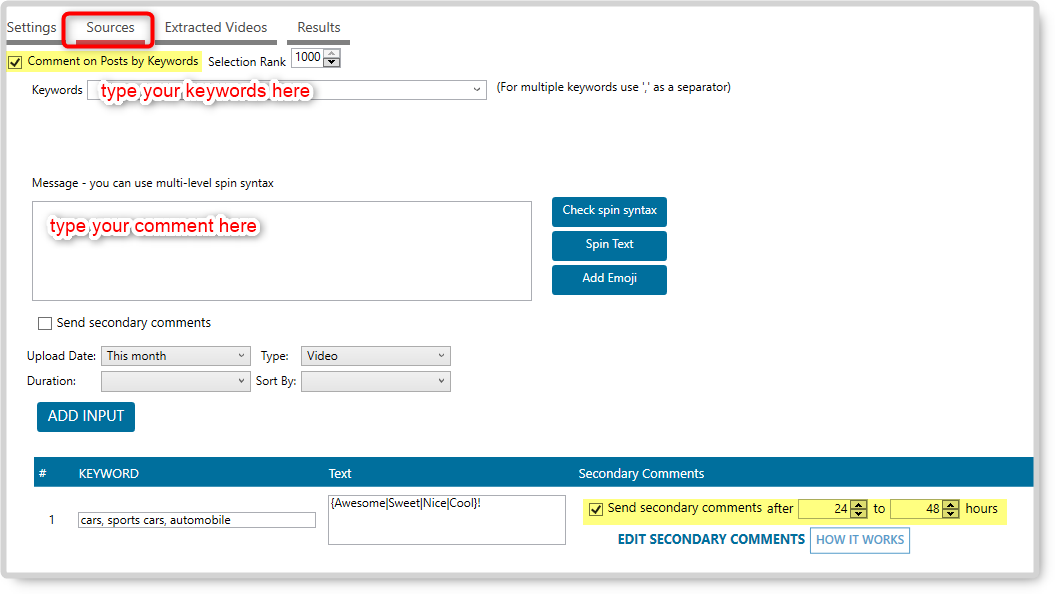 Settings Sources Extracted Videos Results
Comment on Posts by Keywords Selection Rank 1000
Keywords type your keywords here (For multiple keywords use ',' as a separator)
Message - you can use multi-level spin syntax
type your comment here
Check spin syntax
Spin Text
Add Emoji
Send secondary comments
Upload Date: This month Type: Video
Duration: Sort By:
ADD INPUT
# KEYWORD Text Secondary Comments
1 cars, sports cars, automobile {Awesome|Sweet|Nice|Cool}! Send secondary comments after 24 to 48 hours
EDIT SECONDARY COMMENTS HOW IT WORKS